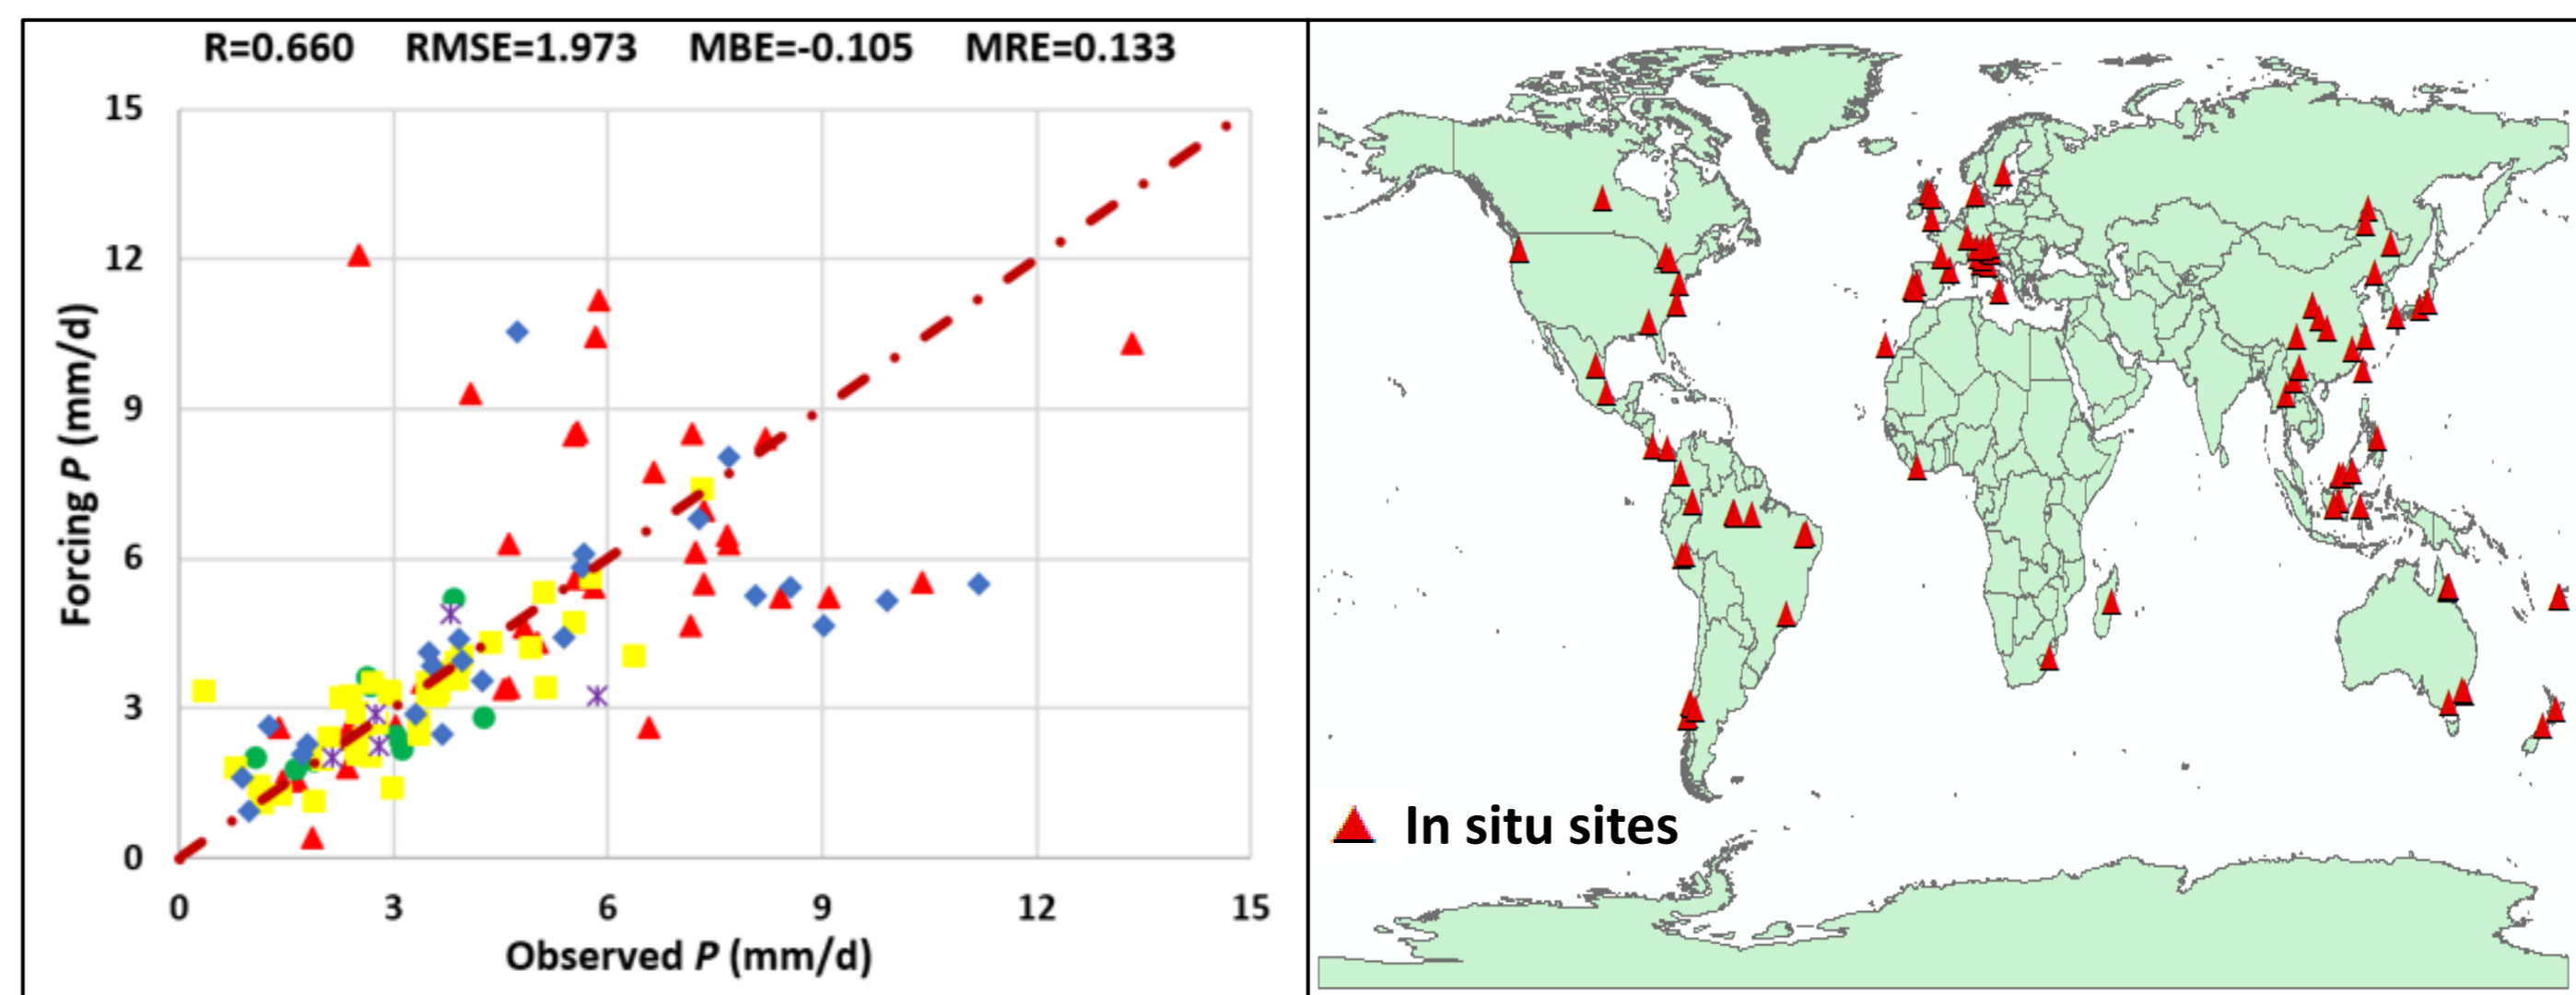 R=0.660 RMSE=1.973 MBE=-0.105 MRE=0.133
15
12
9
6
3
0
Forcing P (mm/d)
0 3 6 9 12 15
Observed P (mm/d)
In situ sites